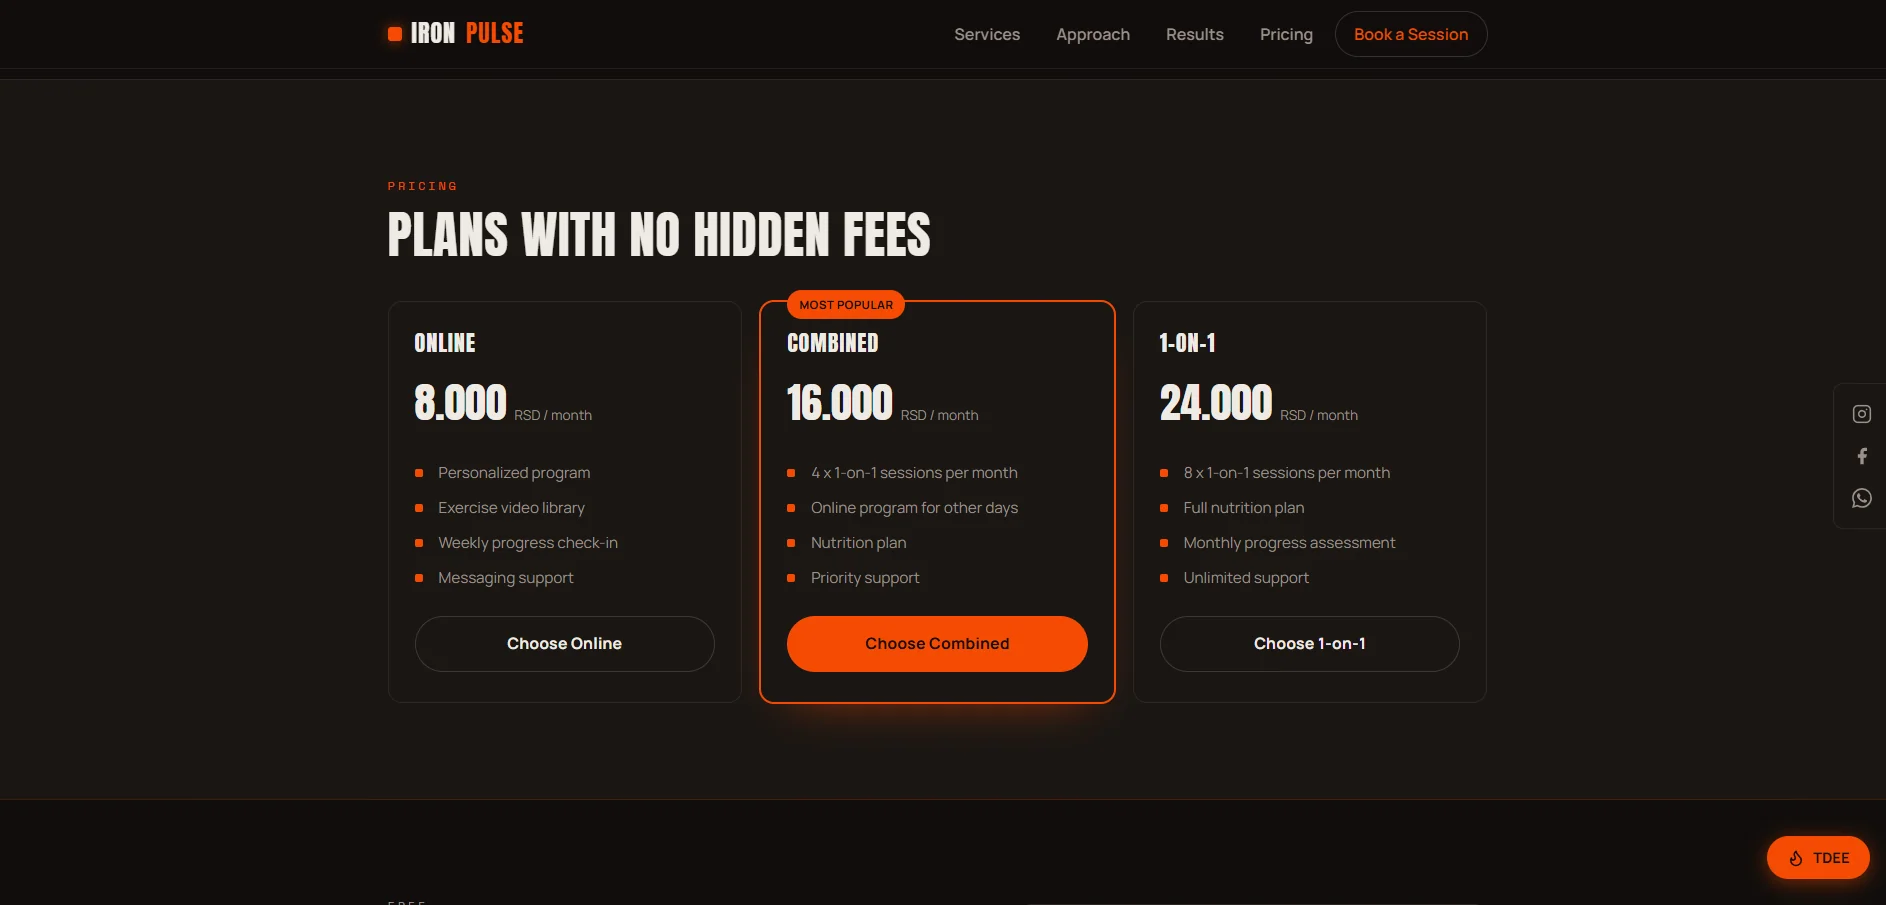 IRON PULSE
Services
Approach
Results
Pricing
Book a Session
PRICING
PLANS WITH NO HIDDEN FEES
ONLINE
8.000 RSD / month
Personalized program
Exercise video library
Weekly progress check-in
Messaging support
Choose Online
MOST POPULAR
COMBINED
16.000 RSD / month
4 x 1-on-1 sessions per month
Online program for other days
Nutrition plan
Priority support
Choose Combined
1-ON-1
24.000 RSD / month
8 x 1-on-1 sessions per month
Full nutrition plan
Monthly progress assessment
Unlimited support
Choose 1-on-1
TDEE